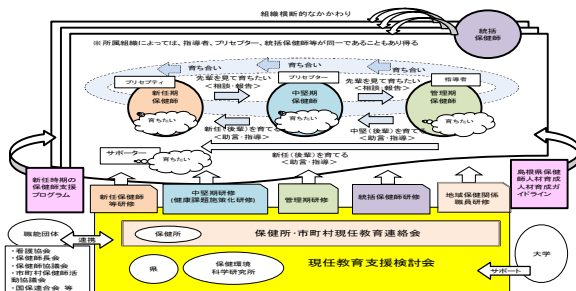 組織横断的なかかわり
統括
保健師
※所属組織によっては、指導者、プリセプター、統括保健師等が同一であることもあり得る
育ち合い
育ち合い
育ち合い
プリセプティ
プリセプター
指導者
新任期
保健師
育ちたい
先輩を見て育ちたい
<相談・報告>
中堅期
保健師
育ちたい
先輩を見て育ちたい
<相談・報告>
管理期
保健師
育ちたい
新任(後輩)を育てる
<助言・指導>
中堅(後輩)を育てる
<助言・指導>
サポーター
育ちたい
新任(後輩)を育てる
<助言・指導>
新任時期の
保健師支援
プログラム
新任保健師
等研修
中堅期研修
(健康課題施策化研修)
管理期研修
統括保健師研修
地域保健関係
職員研修
島根県保健
師人材育成
人材育成ガ
イドライン
職能団体
・看護協会
・保健師長会
・保健師協議会
・市町村保健師活
動協議会
・国保連合会 等
連携
保健所
保健所・市町村現任教育連絡会
県
保健環境
科学研究所
現任教育支援検討会
サポート
大学